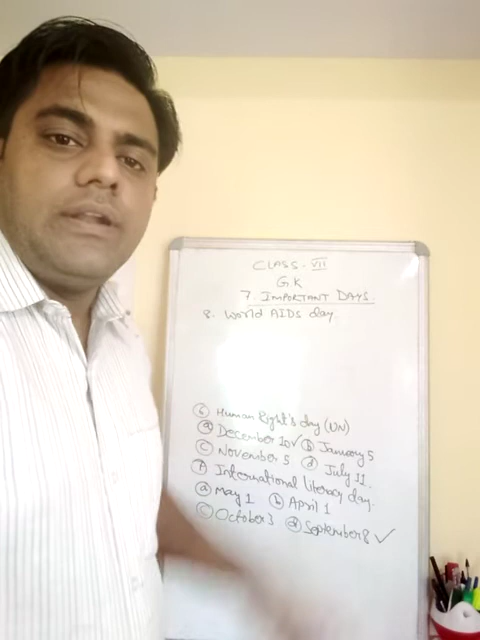 CLASS - VII
G.K
7. IMPORTANT DAYS.
8. World AIDS day.
⑥ Human Right's day (UN)
ⓐ December 10 ✓ ⓑ January 5
ⓒ November 5 ⓓ July 11.
⑦ International literacy day.
ⓐ May 1 ⓑ April 1
ⓒ October 3 ⓓ September 8 ✓